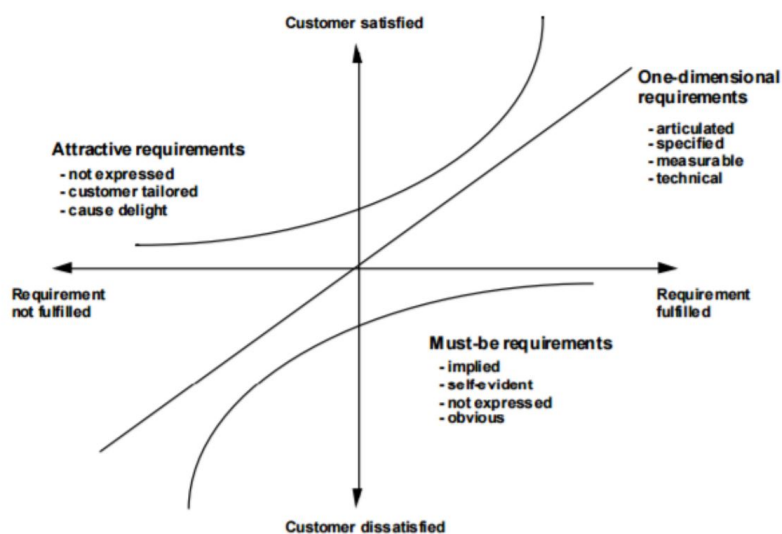 Customer satisfied
One-dimensional
requirements
- articulated
- specified
- measurable
- technical
Attractive requirements
- not expressed
- customer tailored
- cause delight
Requirement
not fulfilled
Requirement
fulfilled
Must-be requirements
- implied
- self-evident
- not expressed
- obvious
Customer dissatisfied